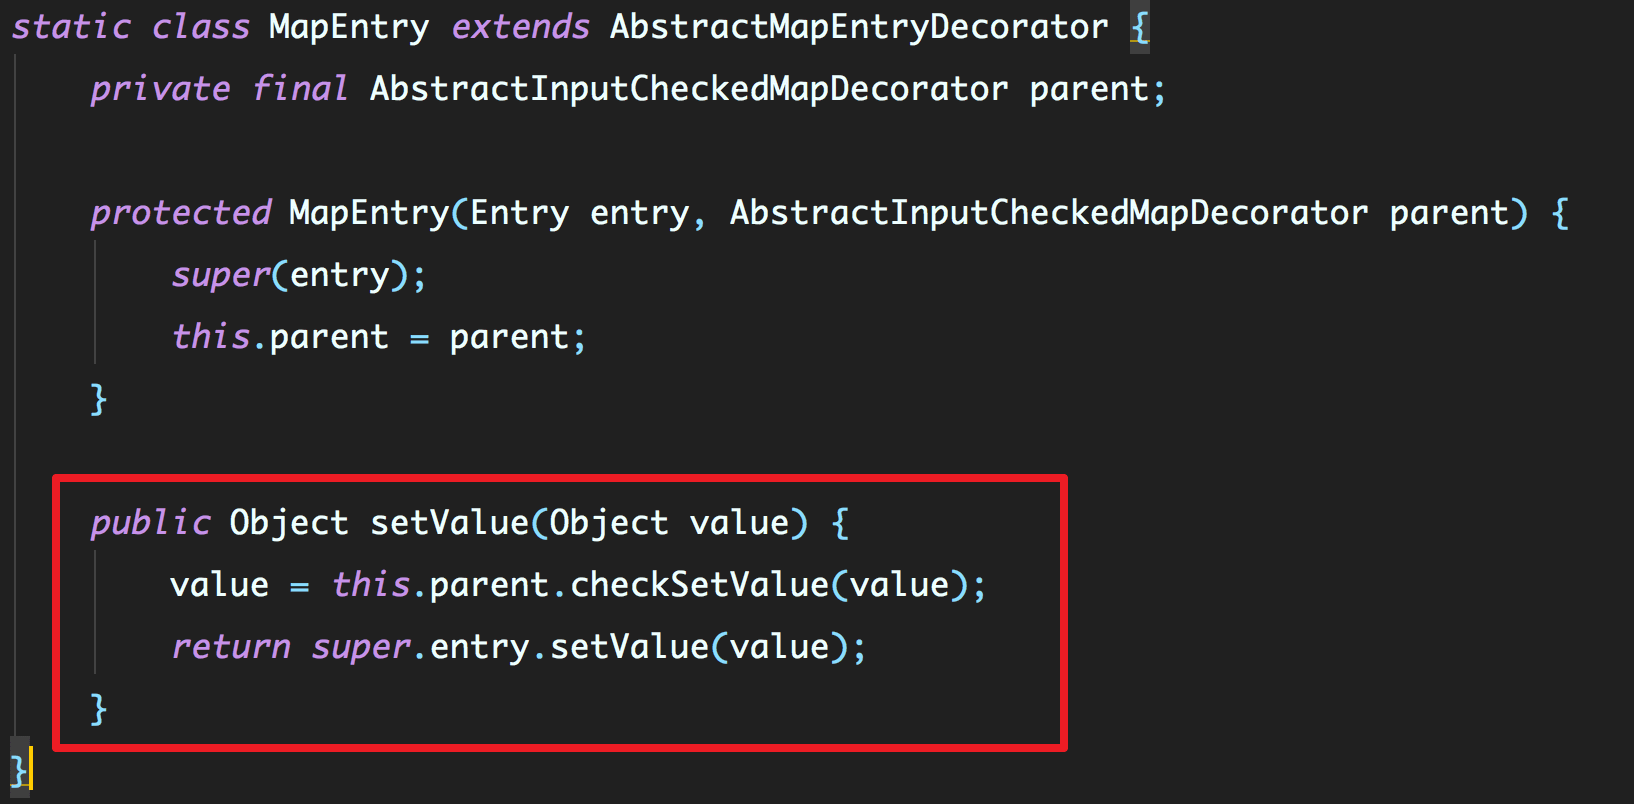 static class MapEntry extends AbstractMapEntryDecorator {
private final AbstractInputCheckedMapDecorator parent;
protected MapEntry(Entry entry, AbstractInputCheckedMapDecorator parent) {
super(entry);
this.parent = parent;
}
public Object setValue(Object value) {
value = this.parent.checkSetValue(value);
return super.entry.setValue(value);
}
}